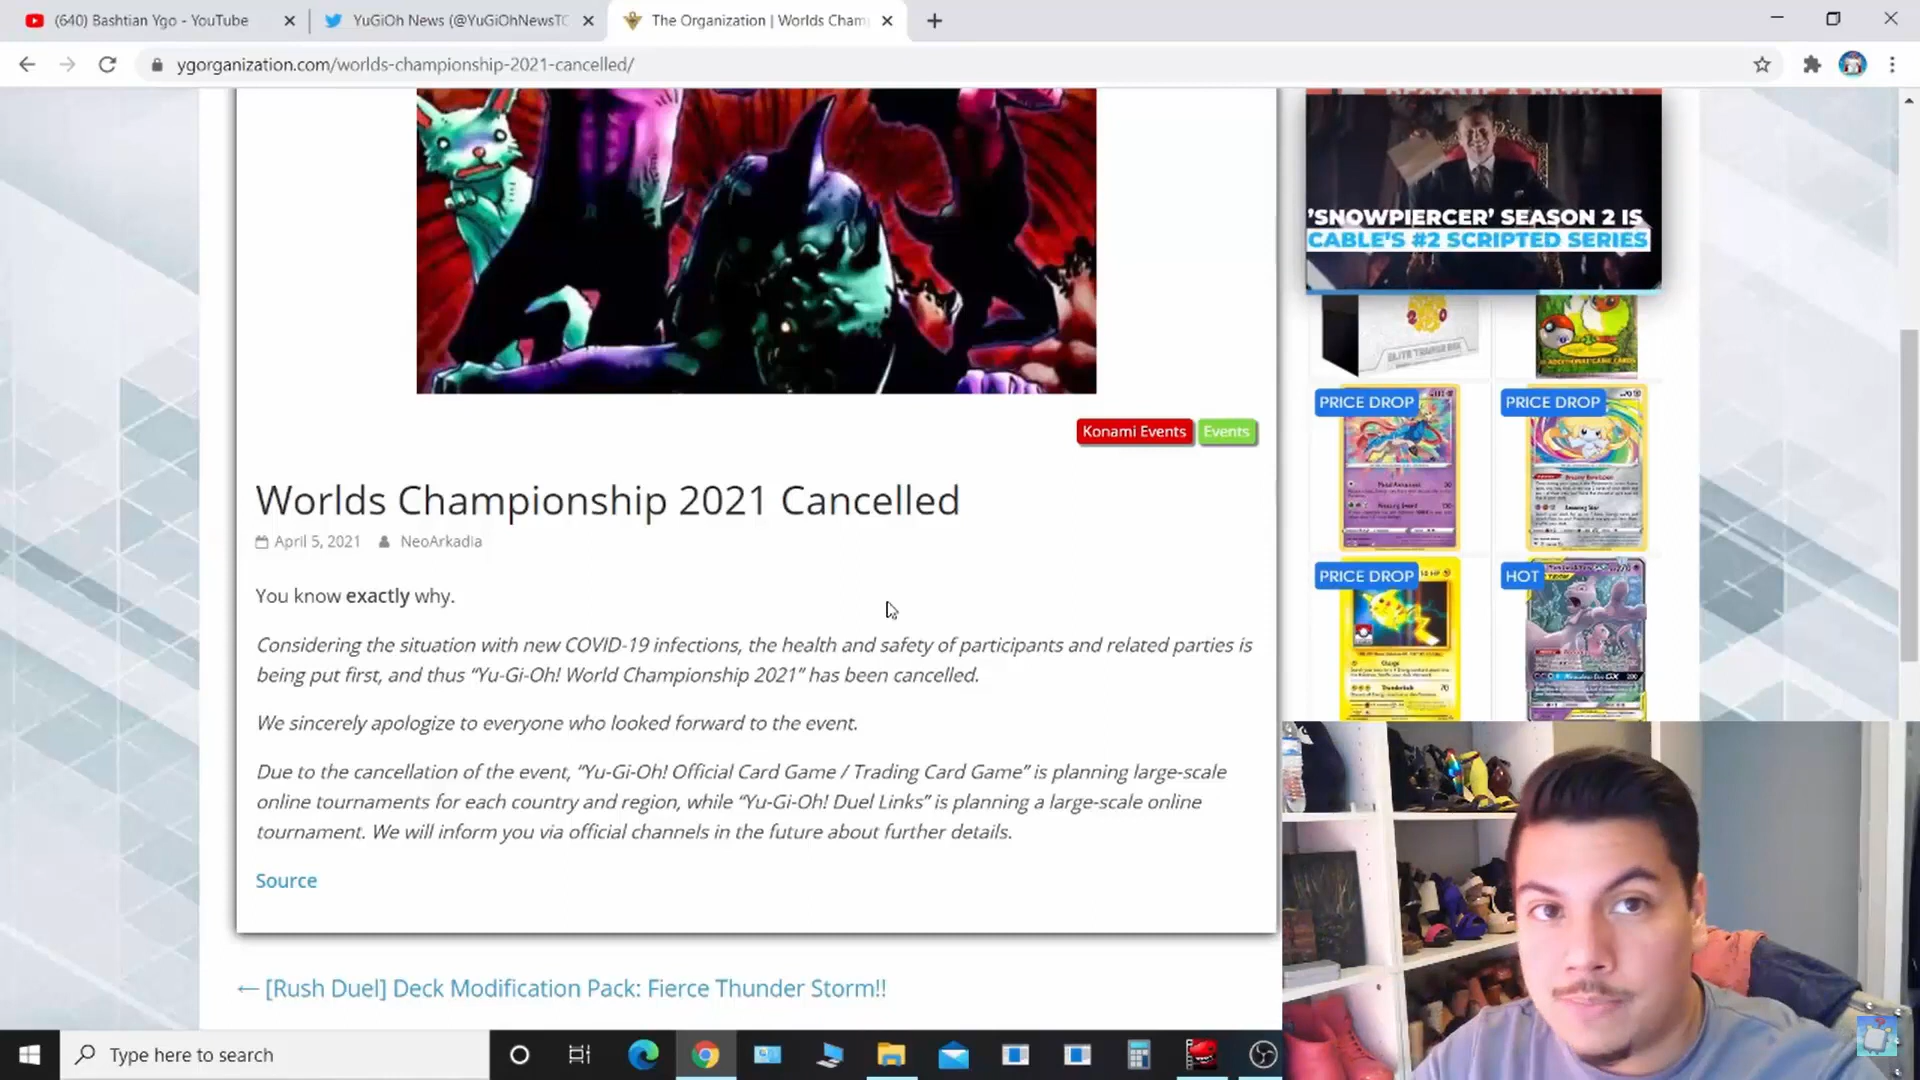 (640) Bashtian Ygo - YouTube
YuGiOh News (@YuGiOhNewsTC
The Organization | Worlds Cham
ygorganization.com/worlds-championship-2021-cancelled/
'SNOWPIERCER' SEASON 2 IS
CABLE'S #2 SCRIPTED SERIES
ELITE TRAINER BOX
PRICE DROP
PRICE DROP
Konami Events
Events
Worlds Championship 2021 Cancelled
April 5, 2021 NeoArkadia
PRICE DROP
HOT
You know exactly why.
Considering the situation with new COVID-19 infections, the health and safety of participants and related parties is
being put first, and thus “Yu-Gi-Oh! World Championship 2021” has been cancelled.
We sincerely apologize to everyone who looked forward to the event.
Due to the cancellation of the event, “Yu-Gi-Oh! Official Card Game / Trading Card Game” is planning large-scale
online tournaments for each country and region, while “Yu-Gi-Oh! Duel Links” is planning a large-scale online
tournament. We will inform you via official channels in the future about further details.
Source
← [Rush Duel] Deck Modification Pack: Fierce Thunder Storm!!
Type here to search